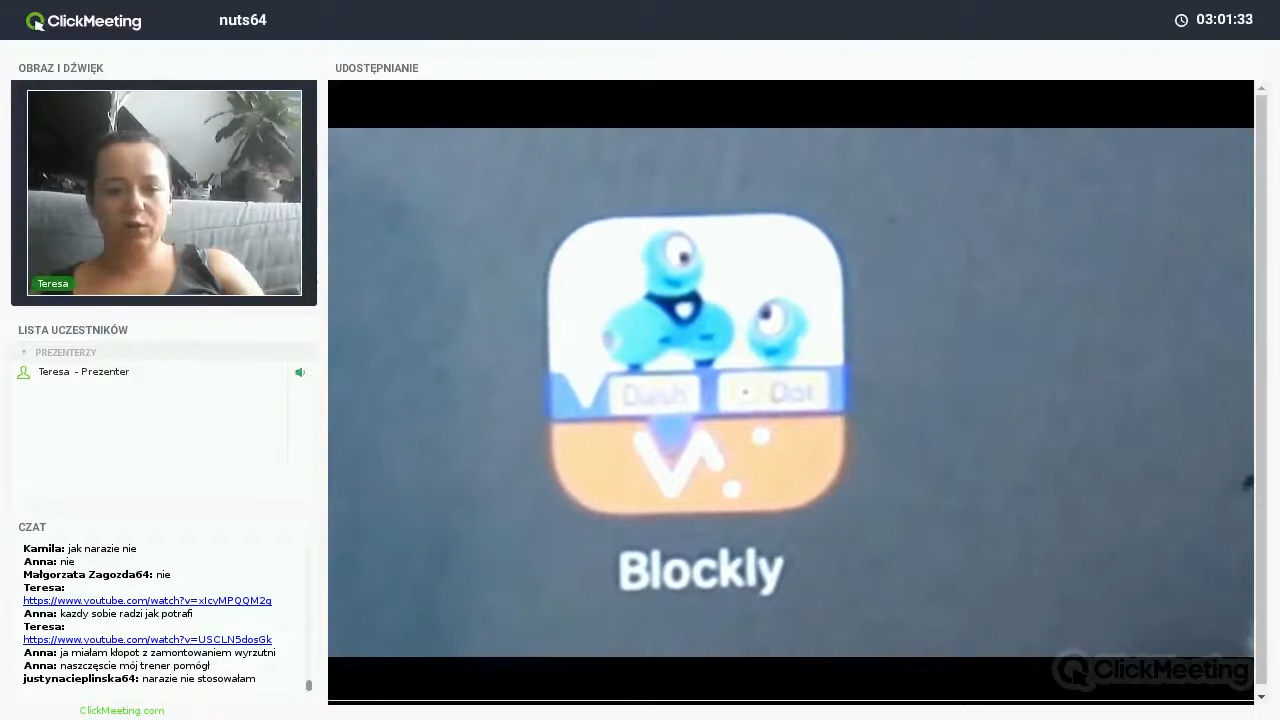 ClickMeeting
nuts64
03:01:33
OBRAZ I DŹWIĘK
UDOSTĘPNIANIE
Teresa
LISTA UCZESTNIKÓW
PREZENTERZY
Teresa - Prezenter
Dash
Dot
Blockly
CZAT
Kamila: jak narazie nie
Anna: nie
Małgorzata Zagozda64: nie
Teresa:
https://www.youtube.com/watch?v=xIcyMPQQM2g
Anna: kazdy sobie radzi jak potrafi
Teresa:
https://www.youtube.com/watch?v=USCLN5dosGk
Anna: ja miałam kłopot z zamontowaniem wyrzutni
Anna: naszczęscie mój trener pomógł
justynacieplinska64: narazie nie stosowałam
ClickMeeting.com
ClickMeeting